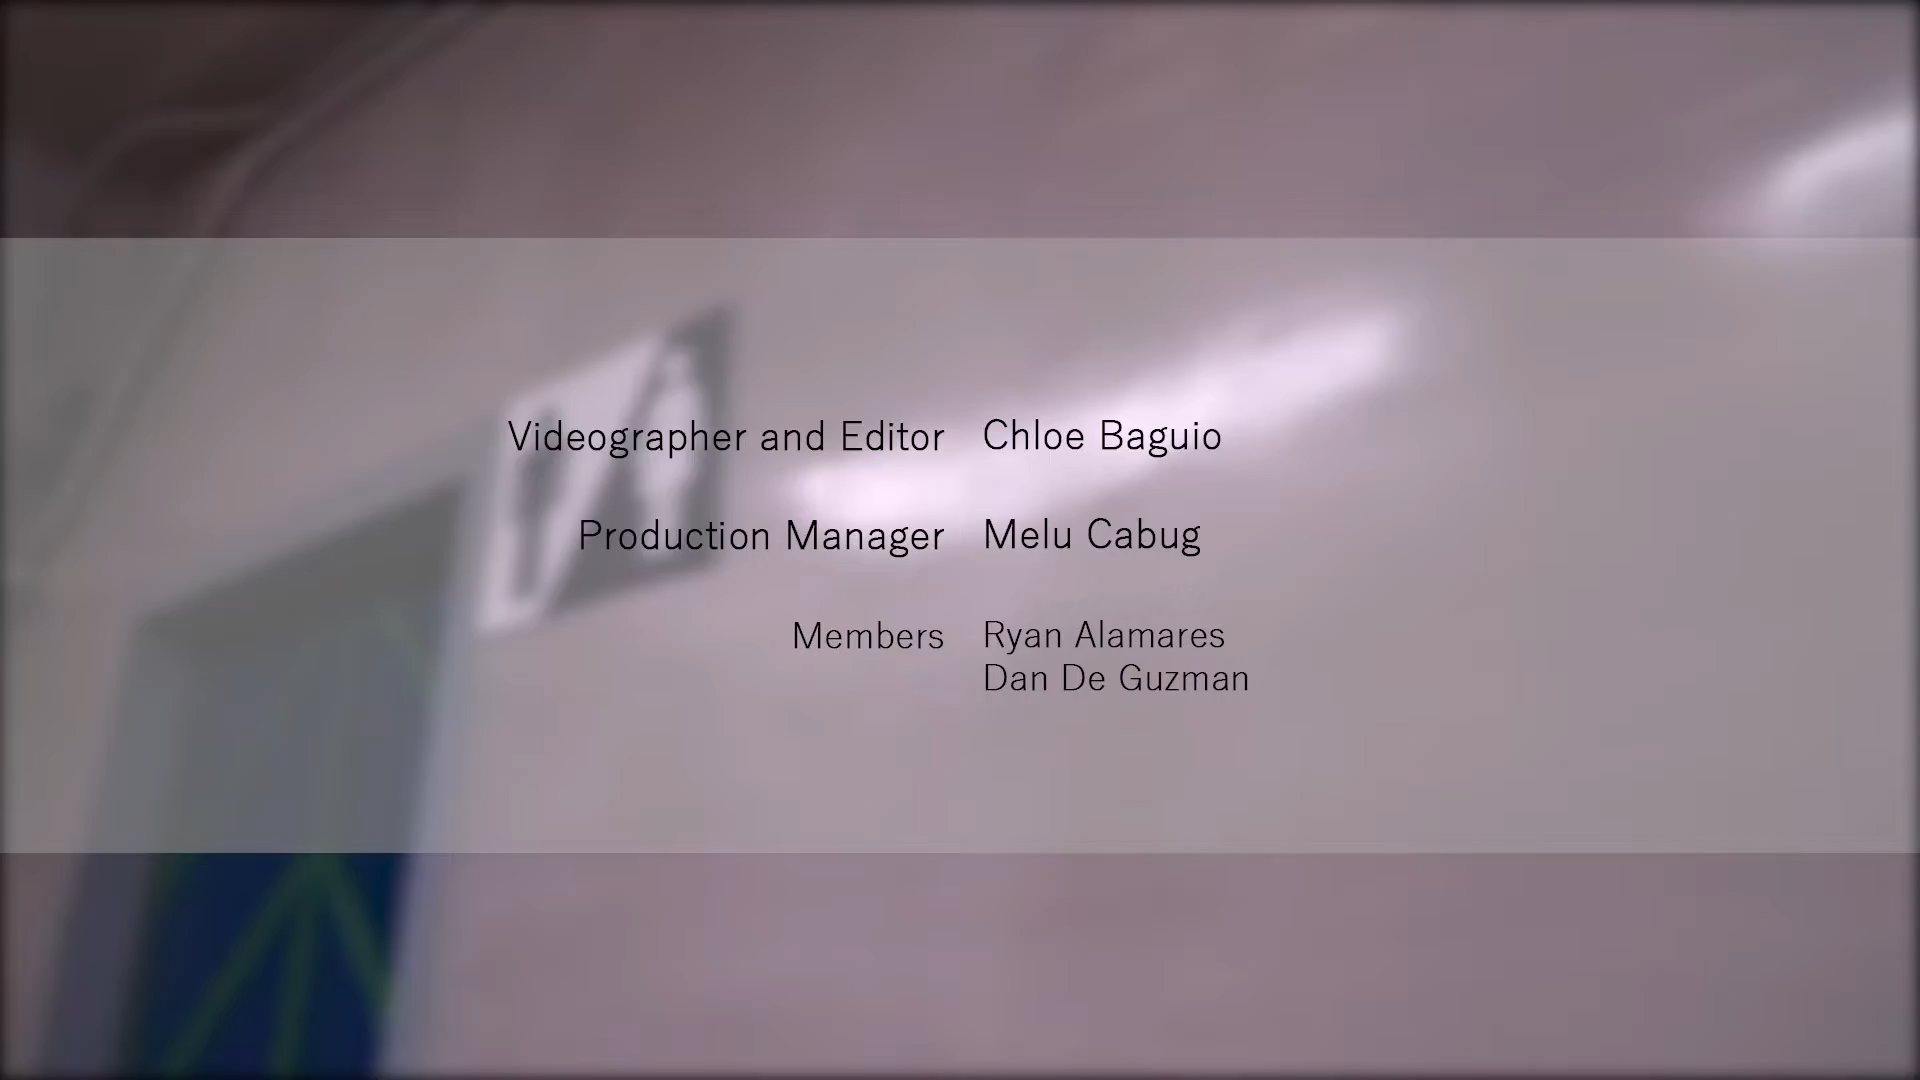 Videographer and Editor Chloe Baguio
Production Manager Melu Cabug
Members Ryan Alamares
Dan De Guzman